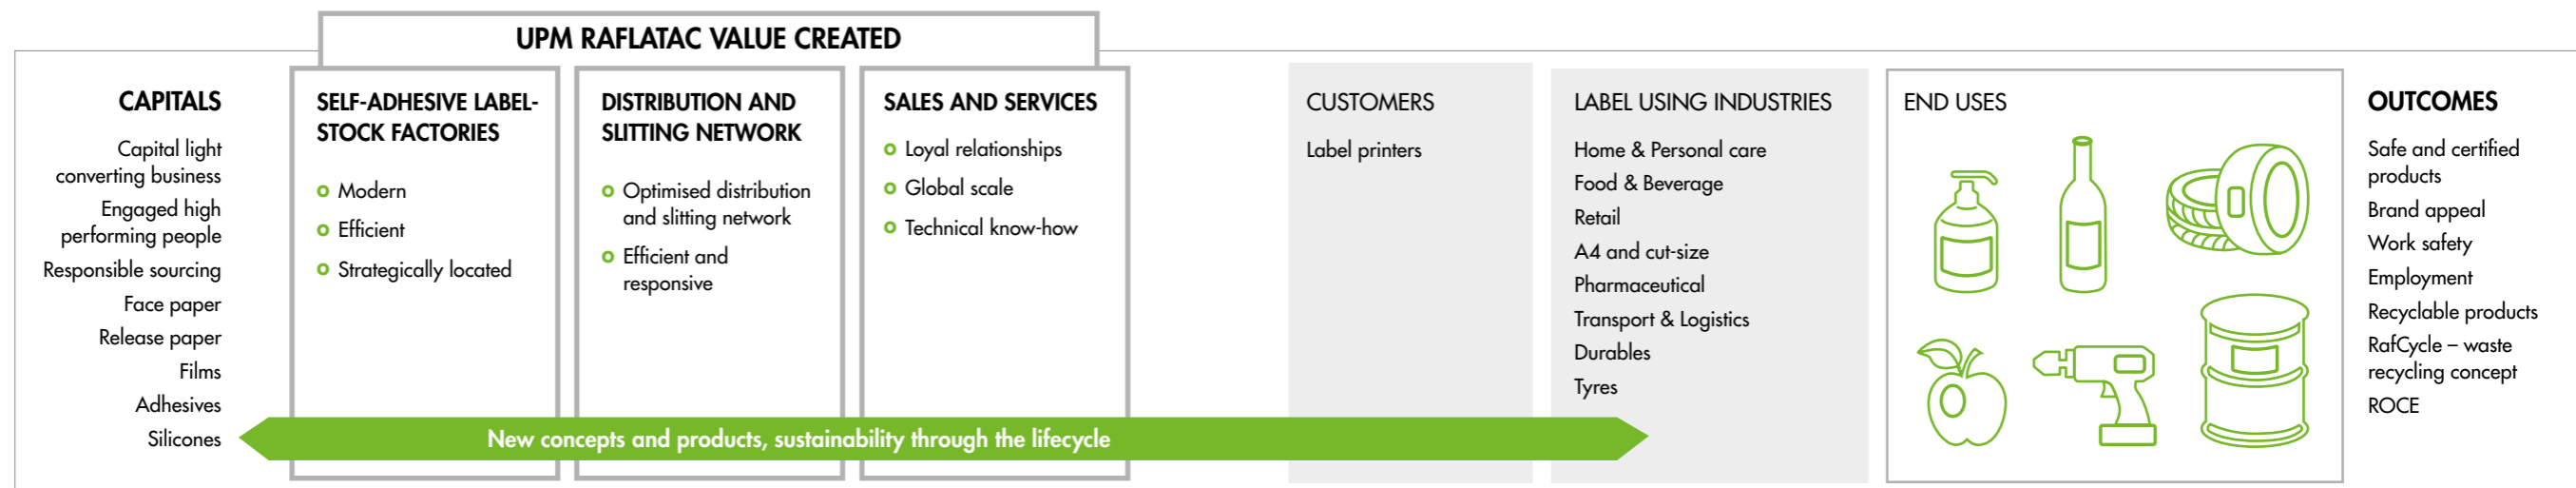 UPM RAFLATAC VALUE CREATED
CAPITALS
Capital light
converting business
Engaged high
performing people
Responsible sourcing
Face paper
Release paper
Films
Adhesives
Silicones
SELF-ADHESIVE LABEL-
STOCK FACTORIES
Modern
Efficient
Strategically located
DISTRIBUTION AND
SLITTING NETWORK
Optimised distribution
and slitting network
Efficient and
responsive
SALES AND SERVICES
Loyal relationships
Global scale
Technical know-how
CUSTOMERS
Label printers
LABEL USING INDUSTRIES
Home & Personal care
Food & Beverage
Retail
A4 and cut-size
Pharmaceutical
Transport & Logistics
Durables
Tyres
END USES
OUTCOMES
Safe and certified
products
Brand appeal
Work safety
Employment
Recyclable products
RafCycle – waste
recycling concept
ROCE
New concepts and products, sustainability through the lifecycle